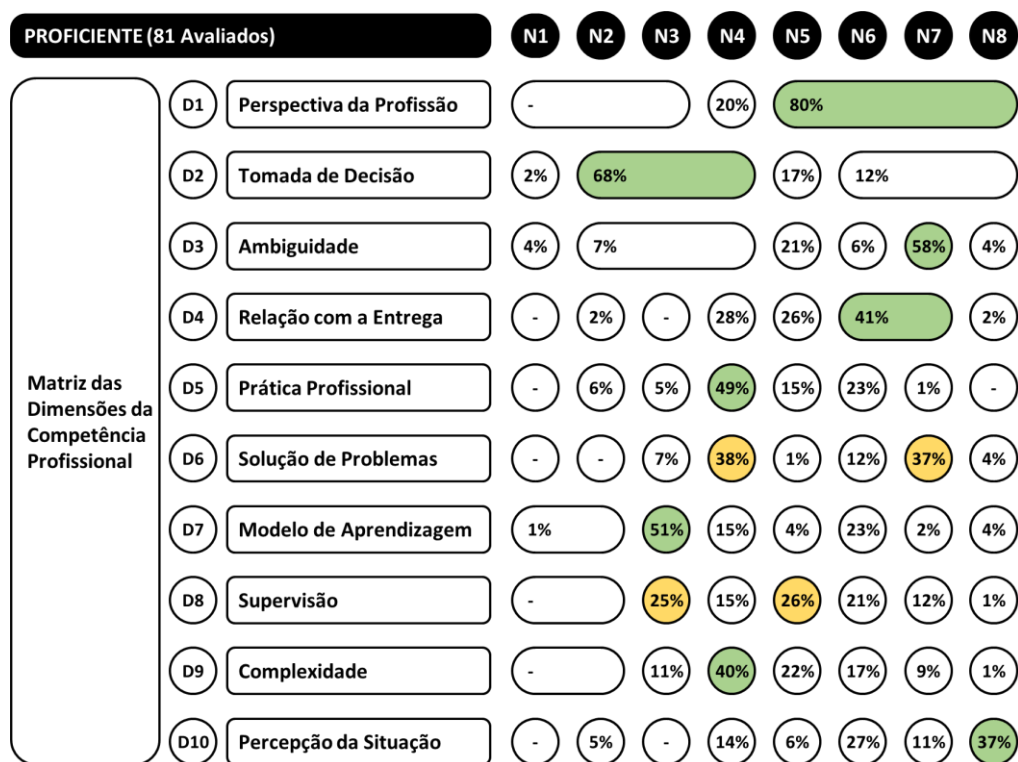 PROFICIENTE (81 Avaliados) N1 N2 N3 N4 N5 N6 N7 N8
D1 Perspectiva da Profissão - 20% 80%
D2 Tomada de Decisão 2% 68% 17% 12%
D3 Ambiguidade 4% 7% 21% 6% 58% 4%
D4 Relação com a Entrega - 2% - 28% 26% 41% 2%
Matriz das
Dimensões da
Competência
Profissional
D5 Prática Profissional - 6% 5% 49% 15% 23% 1% -
D6 Solução de Problemas - - 7% 38% 1% 12% 37% 4%
D7 Modelo de Aprendizagem 1% 51% 15% 4% 23% 2% 4%
D8 Supervisão - 25% 15% 26% 21% 12% 1%
D9 Complexidade - 11% 40% 22% 17% 9% 1%
D10 Percepção da Situação - 5% - 14% 6% 27% 11% 37%